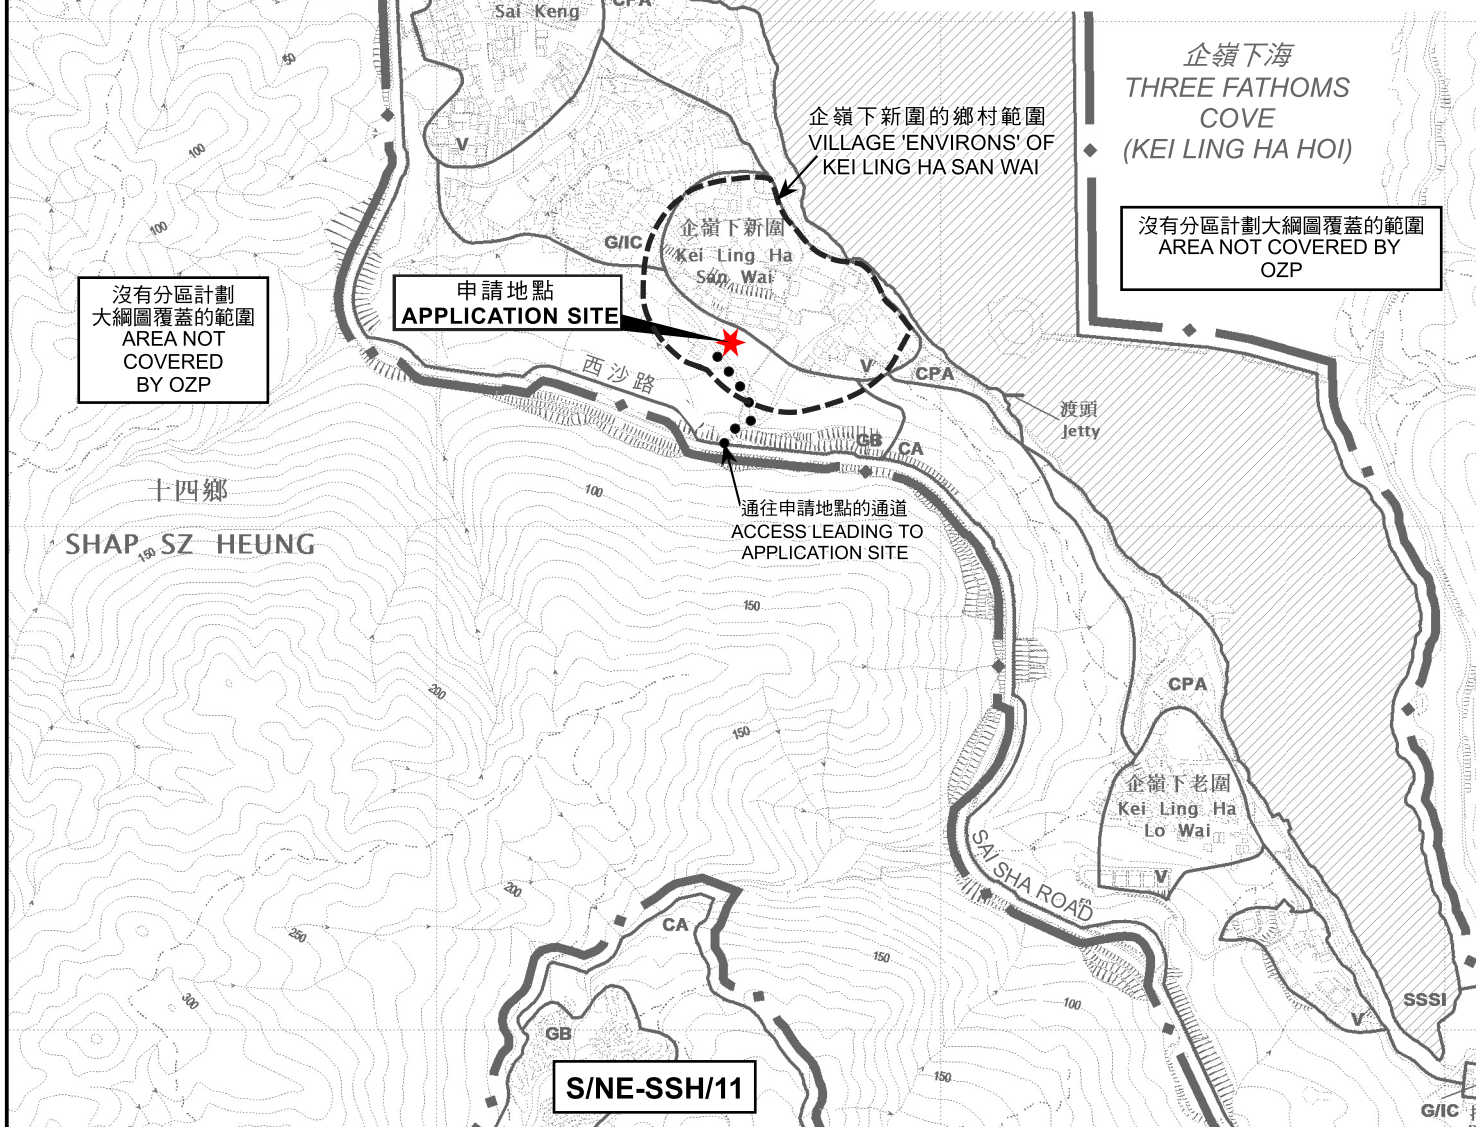 Sai Keng
CPA
50
企嶺下海
THREE FATHOMS
COVE
(KEI LING HA HOI)
企嶺下新圍的鄉村範圍
VILLAGE 'ENVIRONS' OF
KEI LING HA SAN WAI
V
100
100
沒有分區計劃大綱圖覆蓋的範圍
AREA NOT COVERED BY
OZP
企嶺下新圍
Kei Ling Ha
San Wai
G/IC
沒有分區計劃
大綱圖覆蓋的範圍
AREA NOT
COVERED
BY OZP
申請地點
APPLICATION SITE
西沙路
V
CPA
渡頭
Jetty
GB
CA
十四鄉
SHAP SZ HEUNG
150
100
通往申請地點的通道
ACCESS LEADING TO
APPLICATION SITE
150
200
CPA
150
企嶺下老圍
Kei Ling Ha
Lo Wai
V
SAI SHA ROAD
200
CA
250
150
300
100
SSSI
V
GB
150
S/NE-SSH/11
G/IC